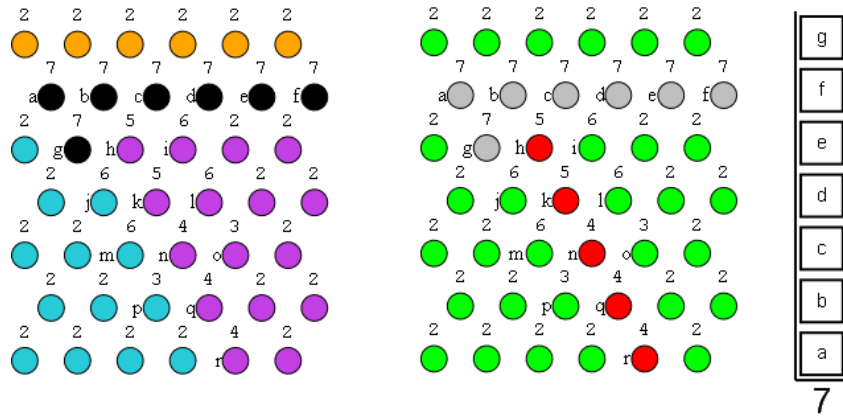 2 2 2 2 2 2 2 2 2 2 2 2
g
7 7 7 7 7 7 7 7 7 7 7 7
a b c d e f a b c d e f
f
2 7 5 6 2 2 2 7 5 6 2 2
g h i g h i
e
2 6 5 6 2 2 2 6 5 6 2 2
j k l j k l
d
2 2 6 4 3 2 2 2 6 4 3 2
m n o m n o
c
2 2 3 4 2 2 2 2 3 4 2 2
p q p q
b
2 2 2 2 4 2 2 2 2 2 4 2
r r
a
7